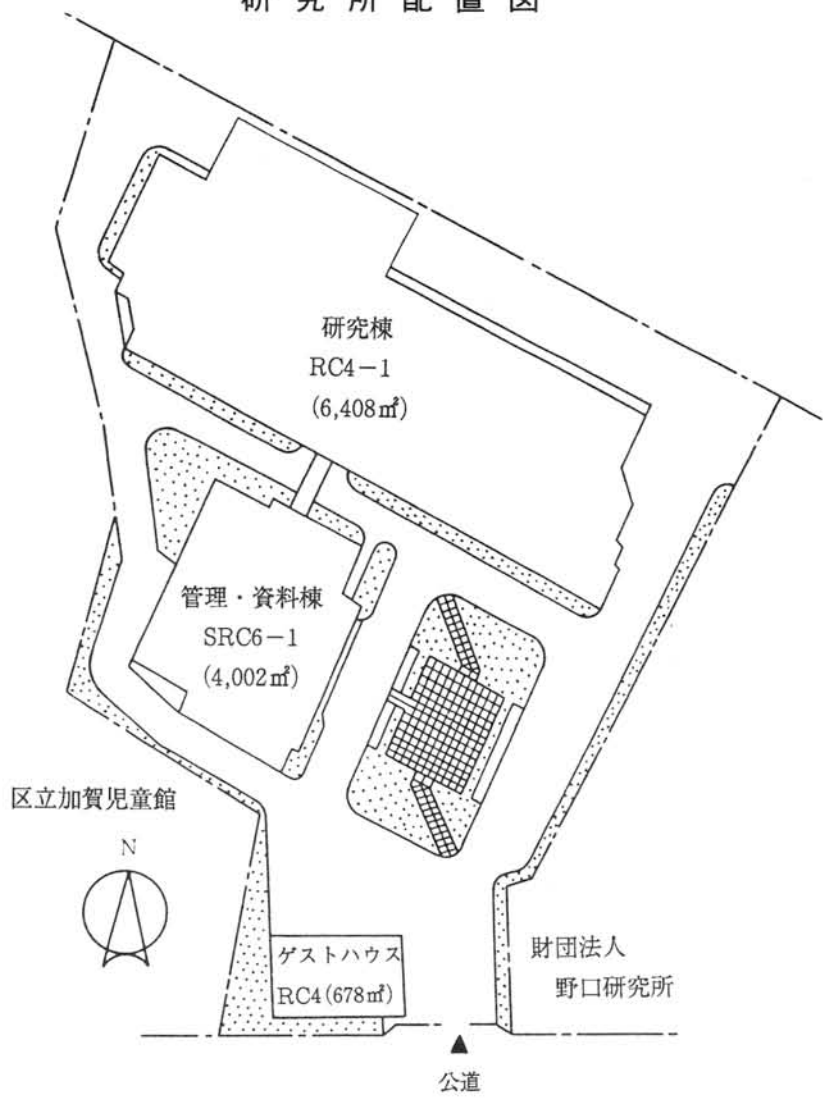 研究所配置図
研究棟
RC4-1
(6,408㎡)
管理・資料棟
SRC6-1
(4,002㎡)
区立加賀児童館
N
ゲストハウス
RC4(678㎡)
財団法人
野口研究所
公道